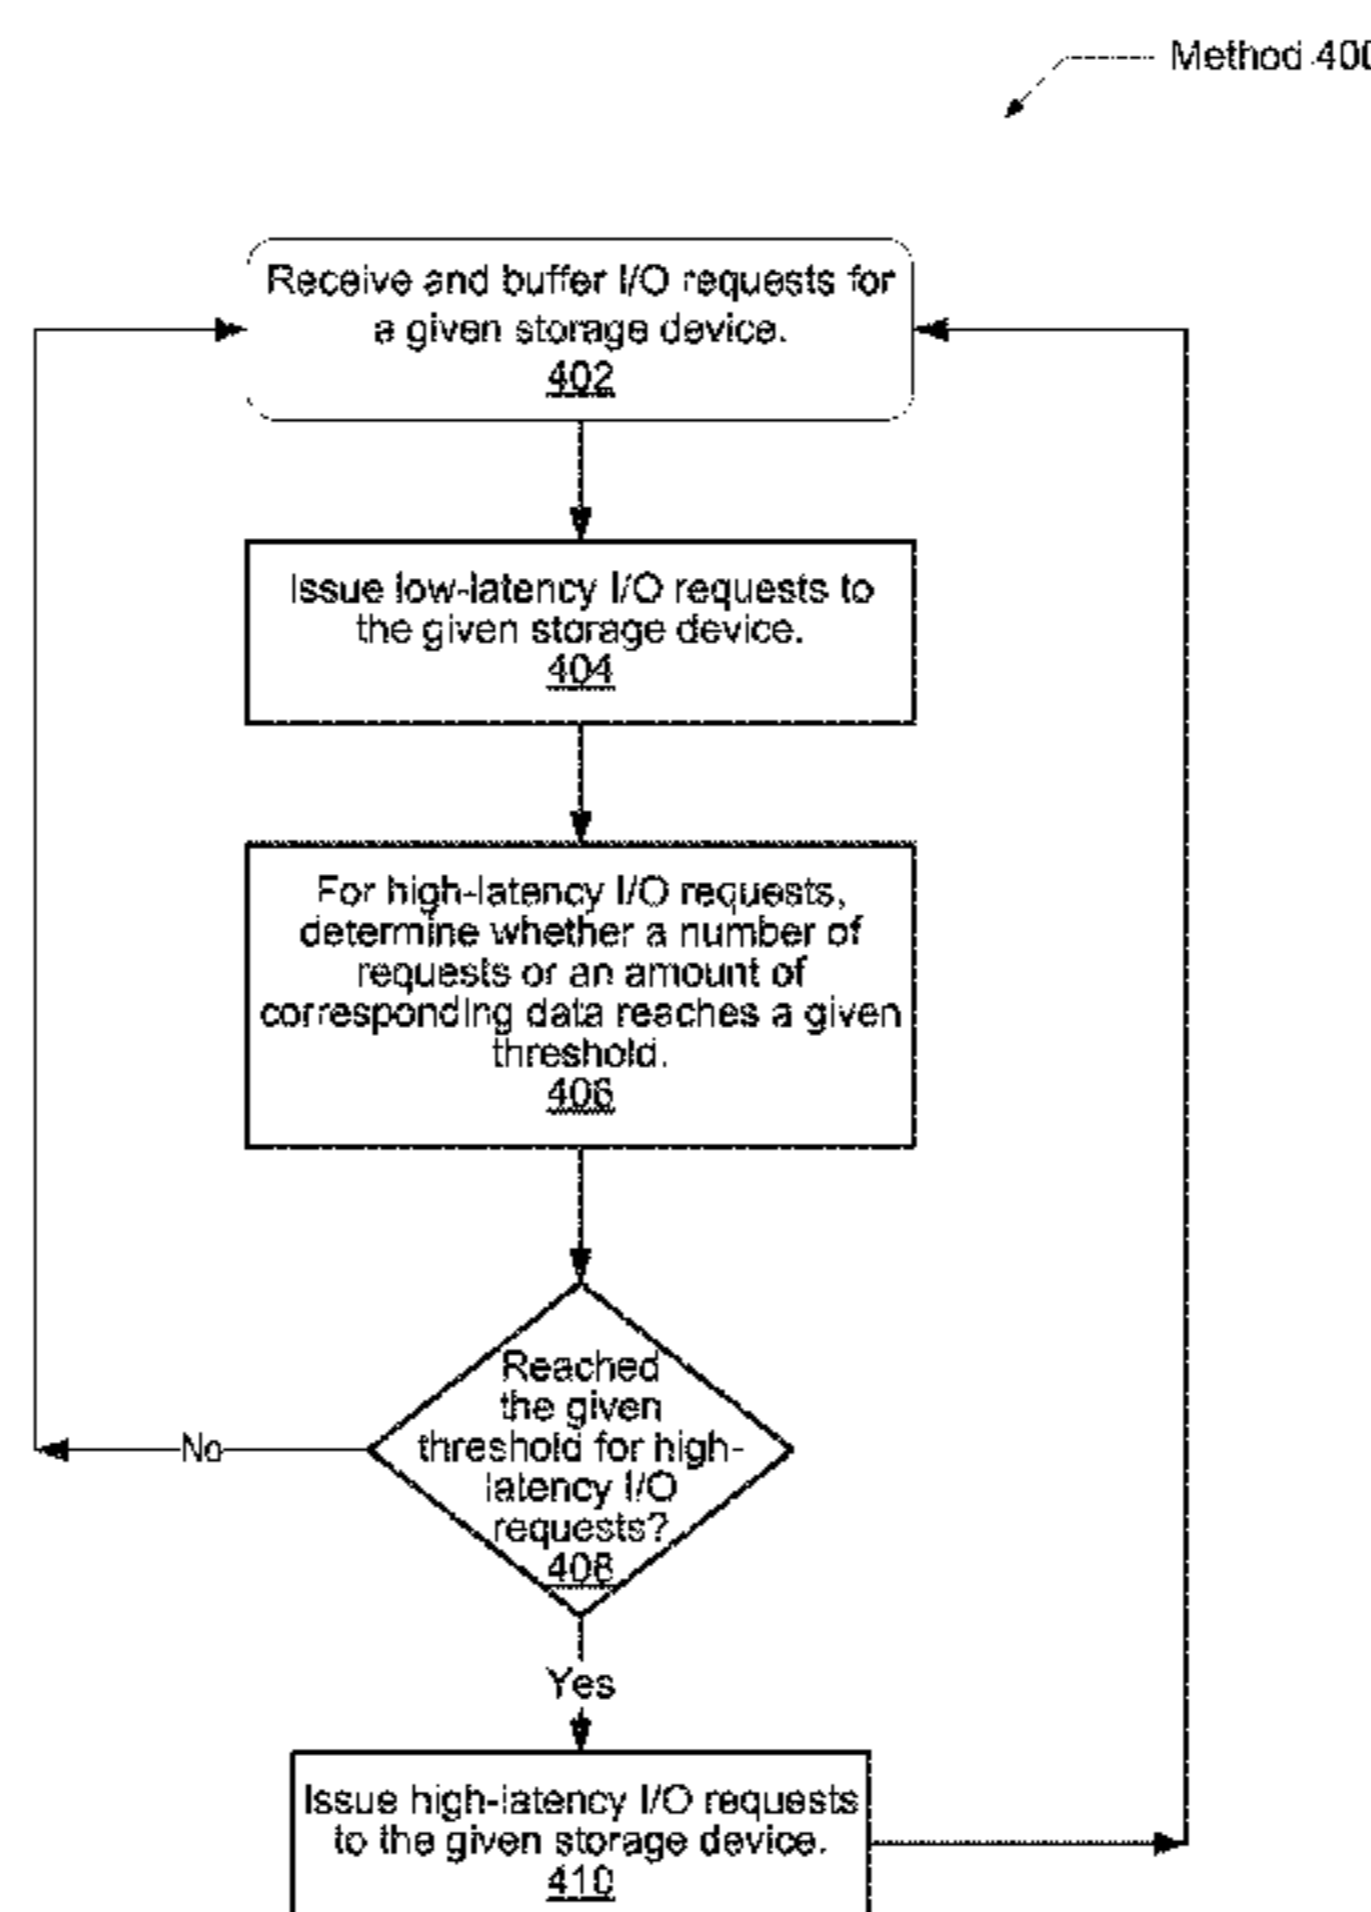 Method 400
Receive and buffer I/O requests for
a given storage device.
402
Issue low-latency I/O requests to
the given storage device.
404
For high-latency I/O requests,
determine whether a number of
requests or an amount of
corresponding data reaches a given
threshold.
406
Reached
the given
threshold for high-
latency I/O
requests?
408
No
Yes
Issue high-latency I/O requests
to the given storage device.
410